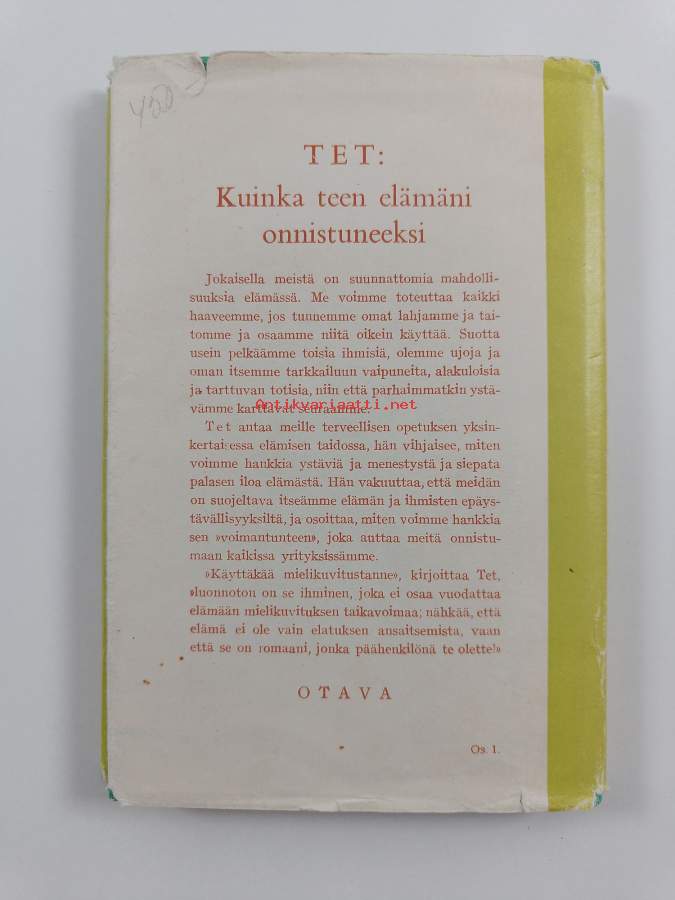 450
TET:
Kuinka teen elämäni
onnistuneeksi
Jokaisella meistä on suunnattomia mahdolli-
suuksia elämässä. Me voimme toteuttaa kaikki
haaveemme, jos tunnemme omat lahjamme ja tai-
tomme ja osaamme niitä oikein käyttää. Suotta
usein pelkäämme toisia ihmisiä, olemme ujoja ja
oman itsemme tarkkailuun vaipuneita, alakuloisia
ja tarttuvan totisia, niin että parhaimmatkin ystä-
vämme karttavat seuraamme.
Antikvariaatti.net
Tet antaa meille terveellisen opetuksen yksin-
kertaisessa elämisen taidossa, hän vihjaisee, miten
voimme hankkia ystäviä ja menestystä ja siepata
palasen iloa elämästä. Hän vakuuttaa, että meidän
on suojeltava itseämme elämän ja ihmisten epäys-
tävällisyyksiltä, ja osoittaa, miten voimme hankkia
sen »voimantunteen», joka auttaa meitä onnistu-
maan kaikissa yrityksissämme.
»Käyttäkää mielikuvitustanne», kirjoittaa Tet,
»luonnoton on se ihminen, joka ei osaa vuodattaa
elämään mielikuvituksen taikavoimaa; nähkää, että
elämä ei ole vain elatuksen ansaitsemista, vaan
että se on romaani, jonka päähenkilönä te olette!»
OTAVA
Os. 1.